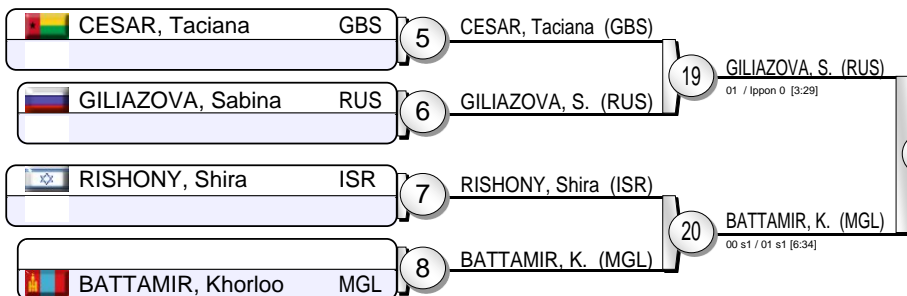 CESAR, Taciana GBS
5
CESAR, Taciana (GBS)
GILIAZOVA, Sabina RUS
6
GILIAZOVA, S. (RUS)
19
GILIAZOVA, S. (RUS)
01 / Ippon 0 [3:29]
RISHONY, Shira ISR
7
RISHONY, Shira (ISR)
BATTAMIR, Khorloo MGL
8
BATTAMIR, K. (MGL)
20
BATTAMIR, K. (MGL)
00 s1 / 01 s1 [6:34]